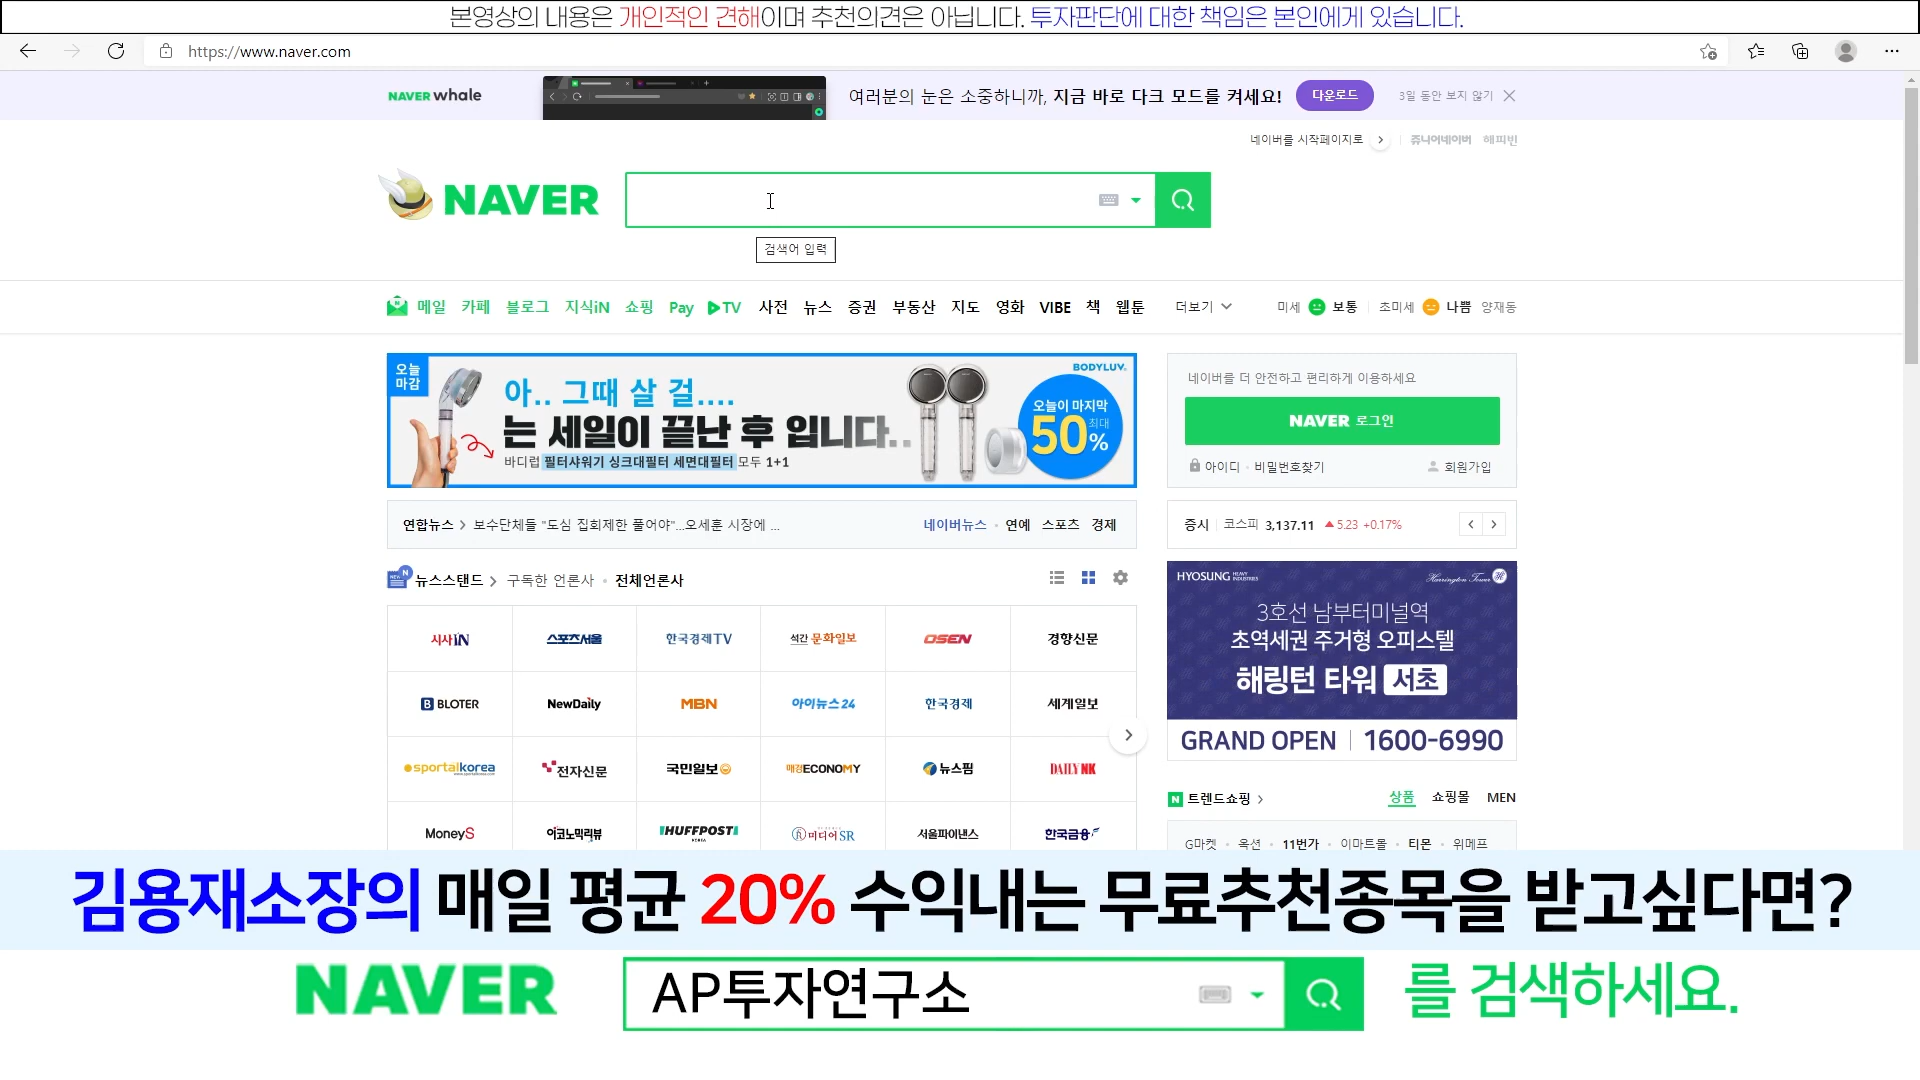 본영상의 내용은 개인적인 견해이며 추천의견은 아닙니다. 투자판단에 대한 책임은 본인에게 있습니다.
https://www.naver.com
NAVER whale
여러분의 눈은 소중하니까, 지금 바로 다크 모드를 켜세요!
다운로드
3일 동안 보지 않기
네이버를 시작페이지로
쥬니어네이버 해피빈
NAVER
검색어 입력
메일 카페 블로그 지식iN 쇼핑 Pay TV 사전 뉴스 증권 부동산 지도 영화 VIBE 책 웹툰 더보기
미세 보통 초미세 나쁨 양재동
오늘 마감
아.. 그때 살 걸....
는 세일이 끝난 후 입니다..
바디럽 필터샤워기 싱크대필터 세면대필터 모두 1+1
BODYLUV.
오늘이 마지막
최대
50%
네이버를 더 안전하고 편리하게 이용하세요
NAVER 로그인
아이디 · 비밀번호찾기
회원가입
연합뉴스 > 보수단체들 "도심 집회제한 풀어야"...오세훈 시장에 ...
네이버뉴스 · 연예 스포츠 경제
증시 코스피 3,137.11 ▲5.23 +0.17%
뉴스스탠드 > 구독한 언론사 · 전체언론사
시사IN 스포츠서울 한국경제TV 석간 문화일보 OSEN 경향신문
BLOTER NewDaily MBN 아이뉴스24 한국경제 세계일보
sportalkorea 전자신문 국민일보 매경ECONOMY 뉴스핌 DAILY NK
MoneyS 이코노믹리뷰 HUFFPOST KOREA 미디어SR 서울파이낸스 한국금융
HYOSUNG HEAVY INDUSTRIES
Harrington Tower
3호선 남부터미널역
초역세권 주거형 오피스텔
해링턴 타워 서초
GRAND OPEN | 1600-6990
트렌드쇼핑 >
상품 쇼핑몰 MEN
G마켓 · 옥션 · 11번가 · 이마트몰 · 티몬 · 위메프
김용재소장의 매일 평균 20% 수익내는 무료추천종목을 받고싶다면?
NAVER AP투자연구소 를 검색하세요.